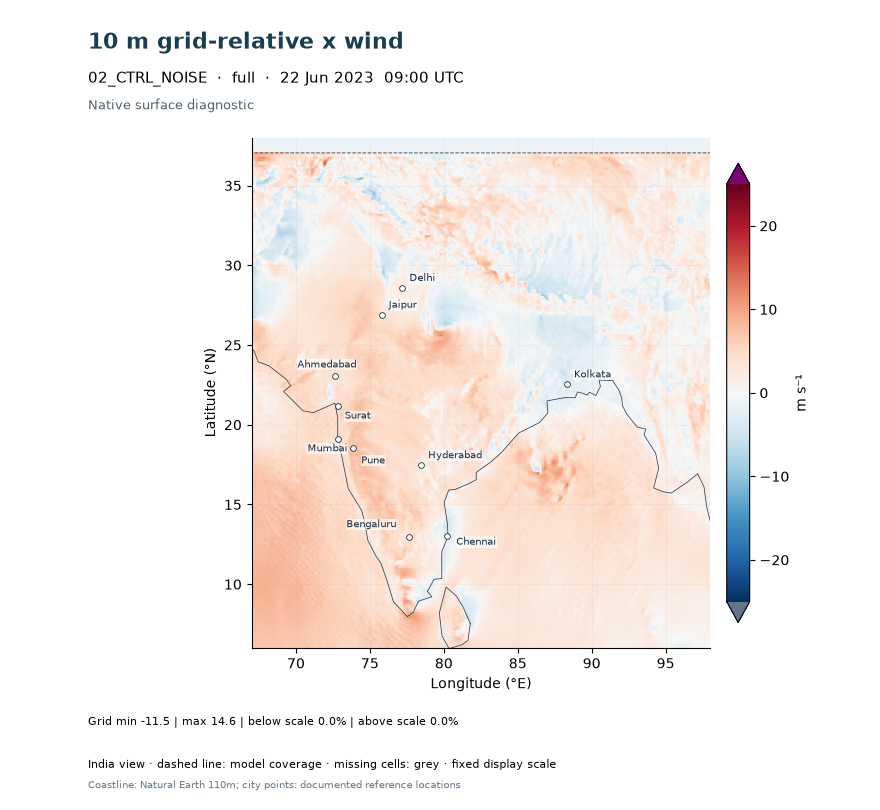 10 m grid-relative x wind
02_CTRL_NOISE · full · 22 Jun 2023 09:00 UTC
Native surface diagnostic
35
30
25
20
15
10
Latitude (°N)
70
75
80
85
90
95
Longitude (°E)
Delhi
Jaipur
Ahmedabad
Kolkata
Surat
Mumbai
Pune
Hyderabad
Bengaluru
Chennai
20
10
0
−10
−20
m s⁻¹
Grid min -11.5 | max 14.6 | below scale 0.0% | above scale 0.0%
India view · dashed line: model coverage · missing cells: grey · fixed display scale
Coastline: Natural Earth 110m; city points: documented reference locations